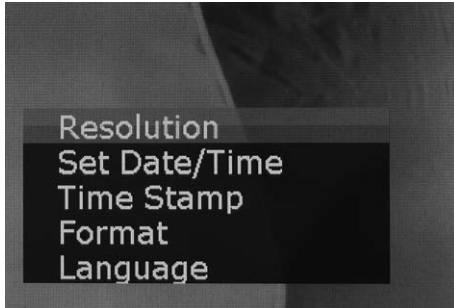 Resolution
Set Date/Time
Time Stamp
Format
Language